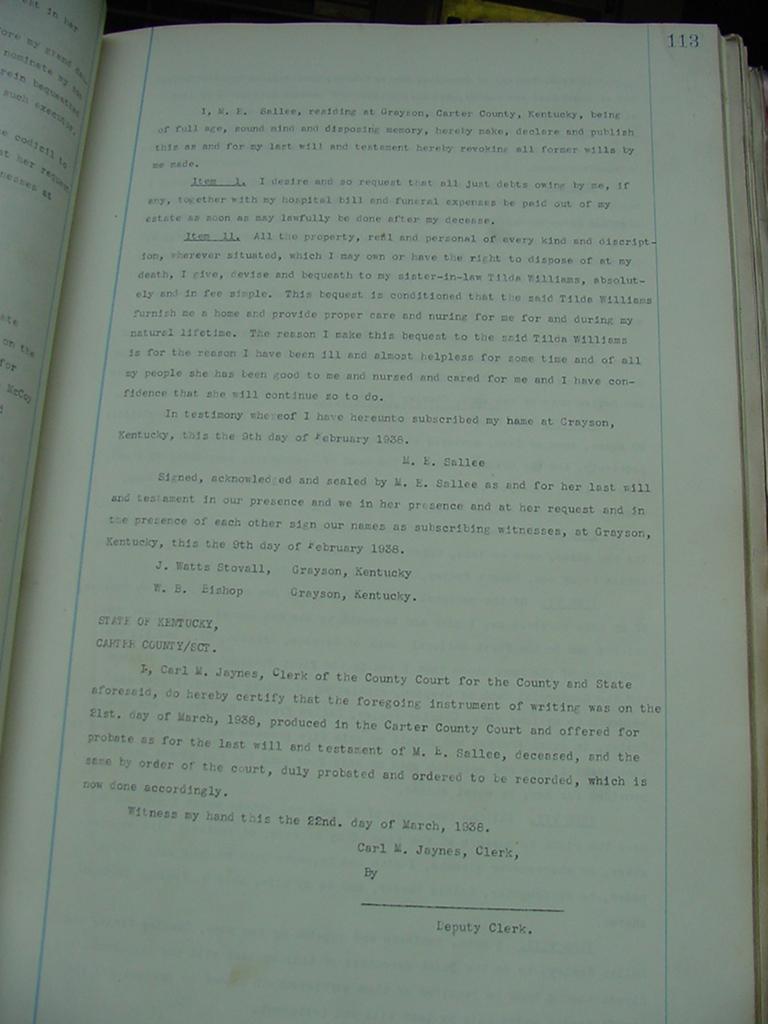 113
I, M. E. Sallee, residing at Grayson, Carter County, Kentucky, being
of full age, sound mind and disposing memory, hereby make, declare and publish
this as and for my last will and testament hereby revoking all former wills by
me made.
Item I. I desire and so request that all just debts owing by me, if
any, together with my hospital bill and funeral expenses be paid out of my
estate as soon as may lawfully be done after my decease.
Item ll. All the property, real and personal of every kind and discript-
ion, wherever situated, which I may own or have the right to dispose of at my
death, I give, devise and bequeath to my sister-in-law Tilda Williams, absolut-
ely and in fee simple. This bequest is conditioned that the said Tilda Williams
furnish me a home and provide proper care and nuring for me for and during my
natural lifetime. The reason I make this bequest to the said Tilda Williams
is for the reason I have been ill and almost helpless for some time and of all
my people she has been good to me and nursed and cared for me and I have con-
fidence that she will continue so to do.
In testimony whereof I have hereunto subscribed my name at Grayson,
Kentucky, this the 9th day of February 1938.
M. E. Sallee
Signed, acknowledged and sealed by M. E. Sallee as and for her last will
and testament in our presence and we in her presence and at her request and in
the presence of each other sign our names as subscribing witnesses, at Grayson,
Kentucky, this the 9th day of February 1938.
J. Watts Stovall, Grayson, Kentucky
W. B. Bishop Grayson, Kentucky.
STATE OF KENTUCKY,
CARTER COUNTY/SCT.
I, Carl M. Jaynes, Clerk of the County Court for the County and State
aforesaid, do hereby certify that the foregoing instrument of writing was on the
21st. day of March, 1938, produced in the Carter County Court and offered for
probate as for the last will and testament of M. E. Sallee, deceased, and the
same by order of the court, duly probated and ordered to be recorded, which is
now done accordingly.
Witness my hand this the 22nd. day of March, 1938.
Carl M. Jaynes, Clerk,
By
Deputy Clerk.